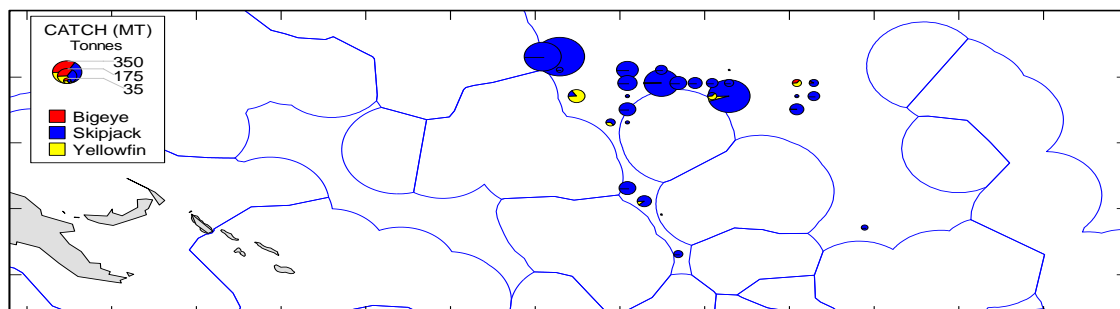 CATCH (MT)
Tonnes
350
175
35
Bigeye
Skipjack
Yellowfin